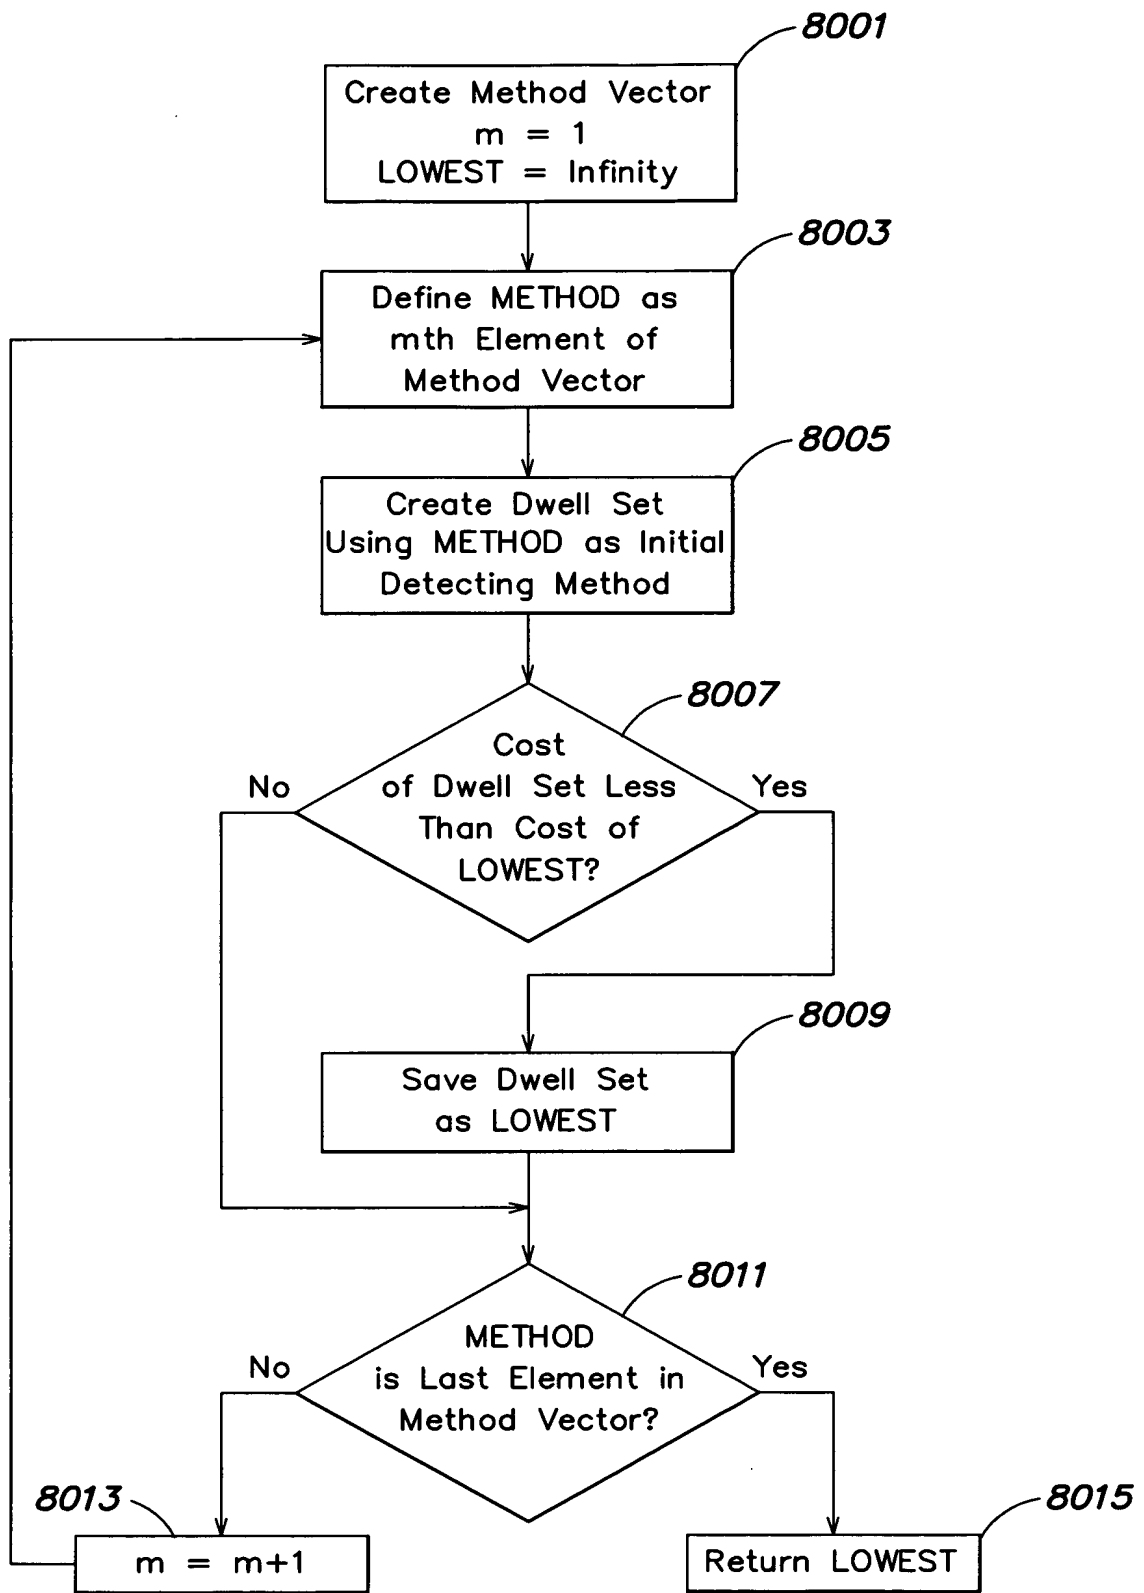 8001
Create Method Vector
m = 1
LOWEST = Infinity
8003
Define METHOD as
mth Element of
Method Vector
8005
Create Dwell Set
Using METHOD as Initial
Detecting Method
8007
Cost
of Dwell Set Less
Than Cost of
LOWEST?
No
Yes
8009
Save Dwell Set
as LOWEST
8011
METHOD
is Last Element in
Method Vector?
No
Yes
8013
m = m+1
8015
Return LOWEST